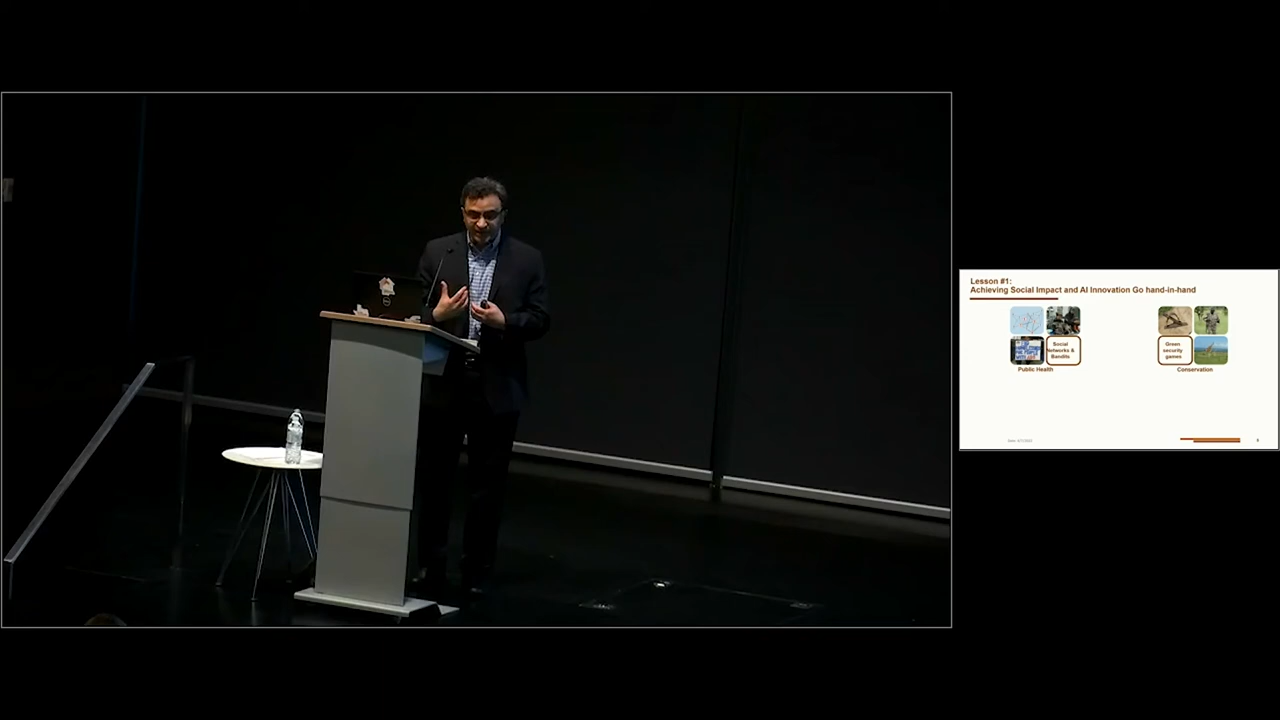 Lesson #1:
Achieving Social Impact and AI Innovation Go hand-in-hand
Social
Networks &
Bandits
Green
security
games
Public Health
Conservation